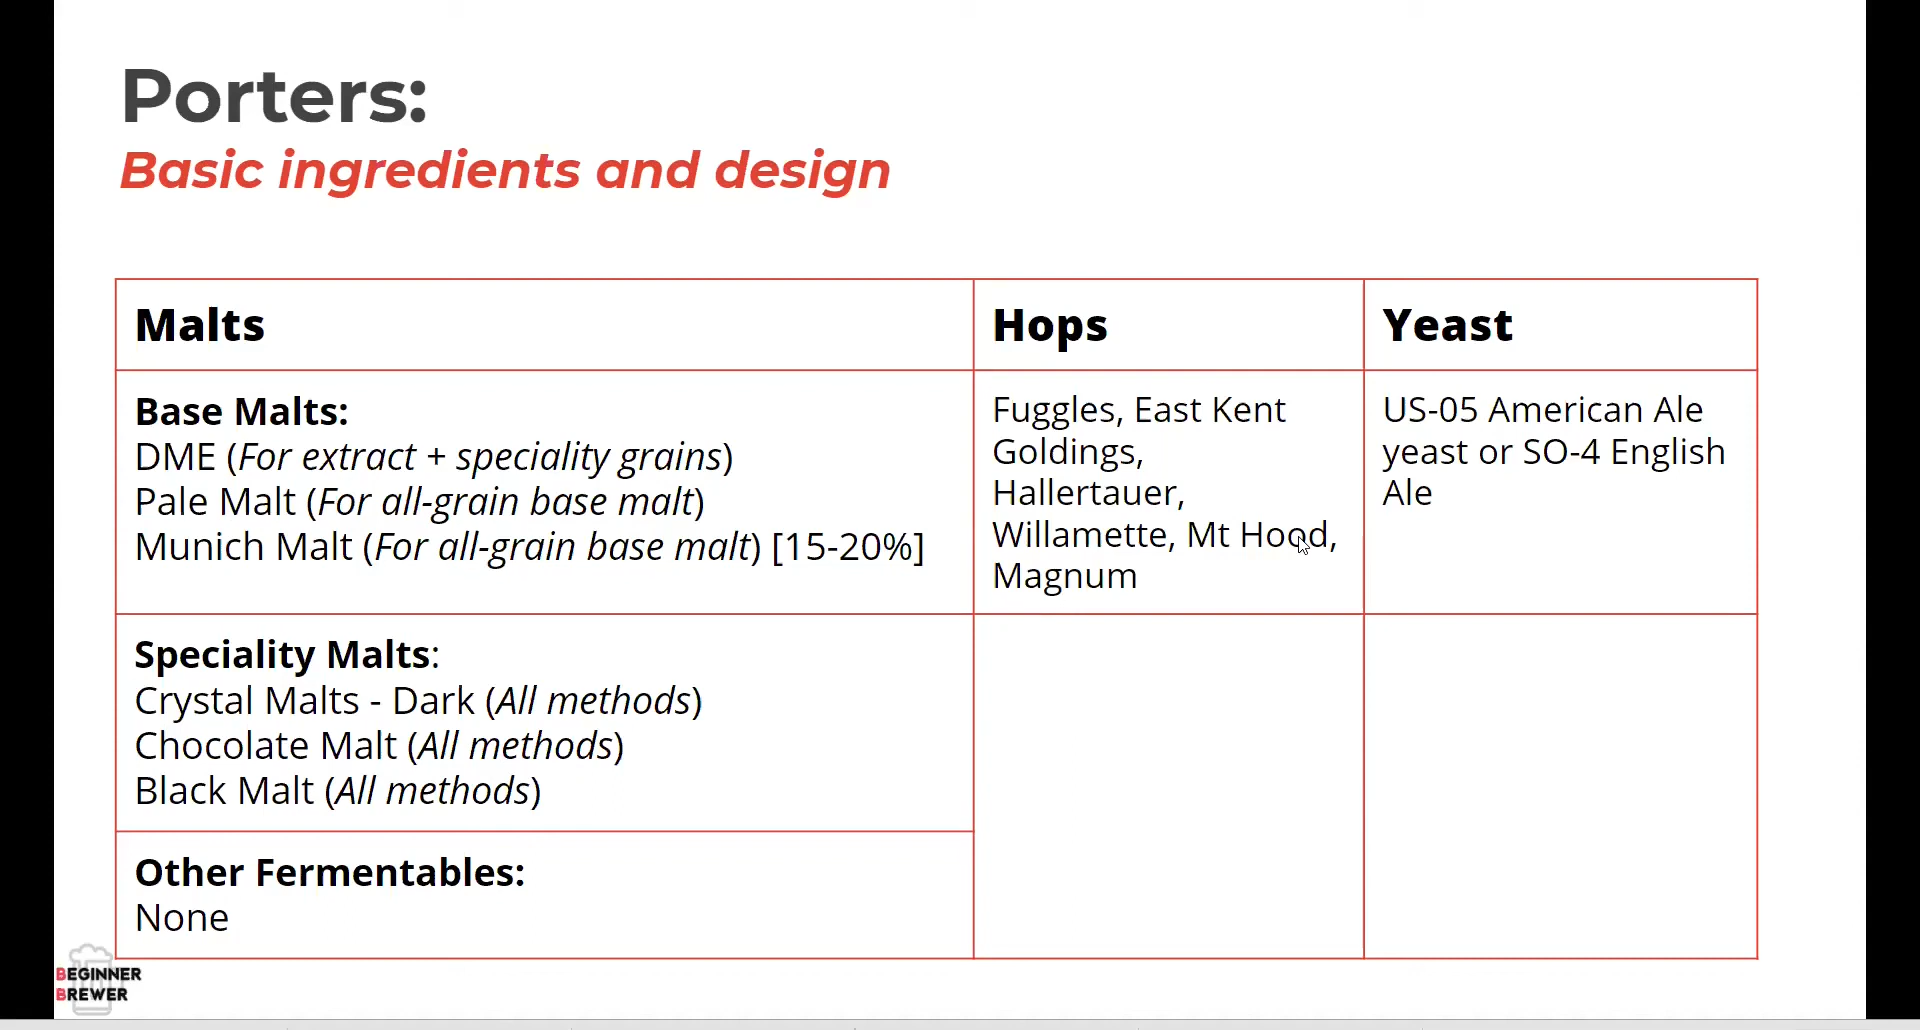 Porters:
Basic ingredients and design
Malts
Hops
Yeast
Base Malts:
DME (For extract + speciality grains)
Pale Malt (For all-grain base malt)
Munich Malt (For all-grain base malt) [15-20%]
Fuggles, East Kent
Goldings,
Hallertauer,
Willamette, Mt Hood,
Magnum
US-05 American Ale
yeast or SO-4 English
Ale
Speciality Malts:
Crystal Malts - Dark (All methods)
Chocolate Malt (All methods)
Black Malt (All methods)
Other Fermentables:
None
BEGINNER
BREWER